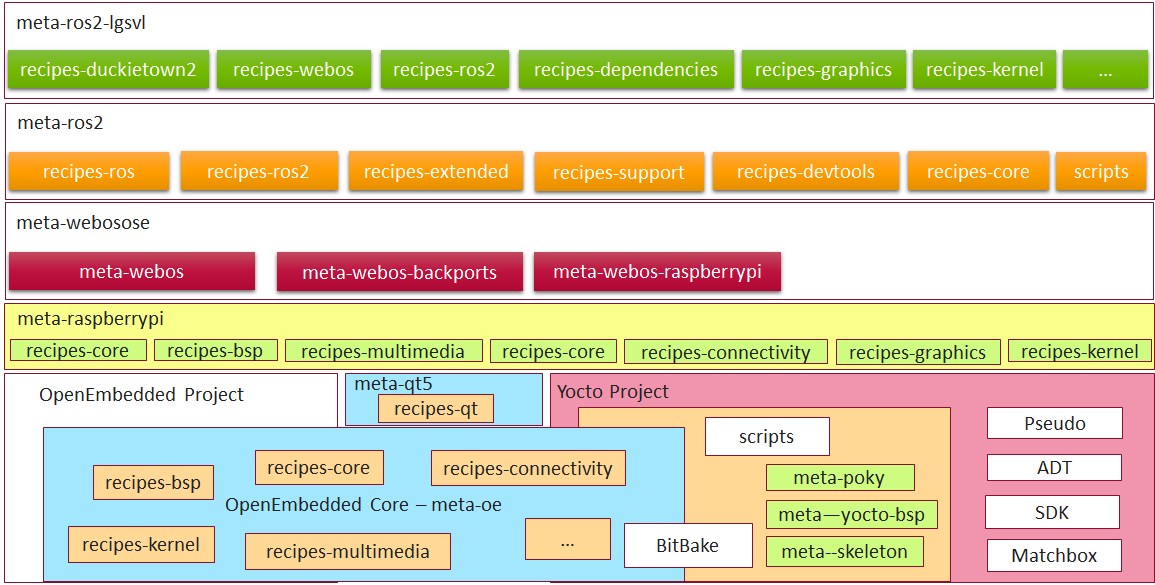 meta-ros2-lgsvl
recipes-duckietown2 recipes-webos recipes-ros2 recipes-dependencies recipes-graphics recipes-kernel ...
meta-ros2
recipes-ros recipes-ros2 recipes-extended recipes-support recipes-devtools recipes-core scripts
meta-webosose
meta-webos meta-webos-backports meta-webos-raspberrypi
meta-raspberrypi
recipes-core recipes-bsp recipes-multimedia recipes-core recipes-connectivity recipes-graphics recipes-kernel
OpenEmbedded Project
meta-qt5
recipes-qt
Yocto Project
recipes-bsp
recipes-core
recipes-connectivity
OpenEmbedded Core – meta-oe
recipes-kernel
recipes-multimedia
...
BitBake
scripts
meta-poky
meta—yocto-bsp
meta--skeleton
Pseudo
ADT
SDK
Matchbox